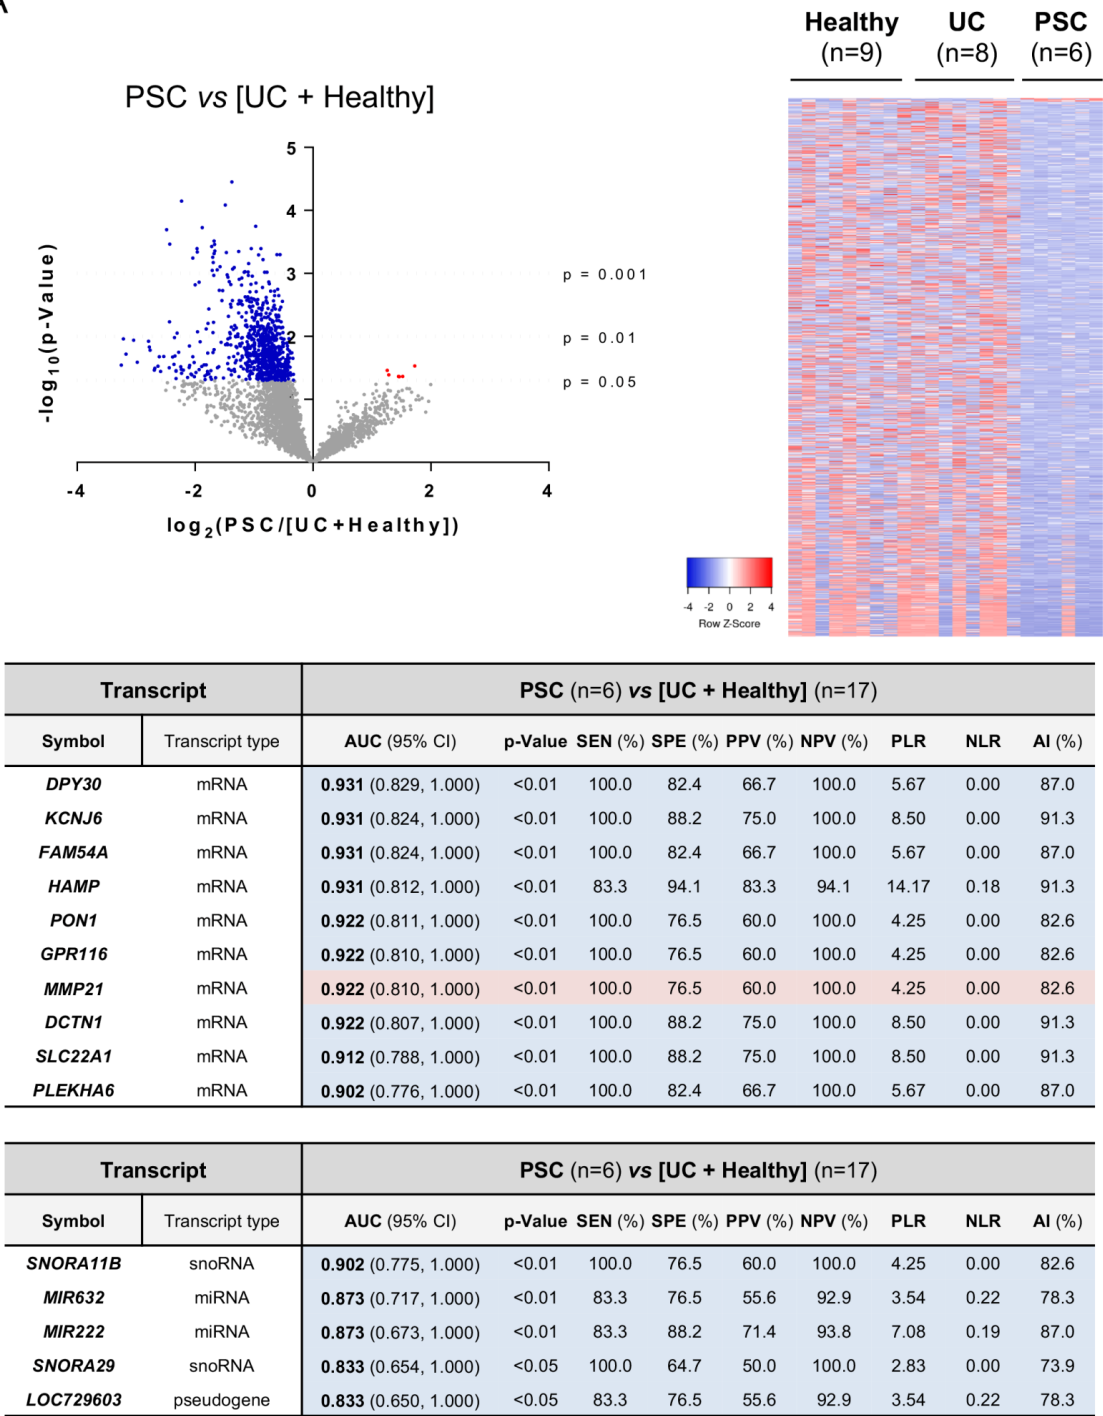 A
Healthy
(n=9)
UC
(n=8)
PSC
(n=6)
PSC vs [UC + Healthy]
5
4
3
2
-log10(p-Value)
p = 0.001
p = 0.01
p = 0.05
-4 -2 0 2 4
log2(PSC/[UC+Healthy])
-4 -2 0 2 4
Row Z-Score
Transcript PSC (n=6) vs [UC + Healthy] (n=17)
Symbol Transcript type AUC (95% CI) p-Value SEN (%) SPE (%) PPV (%) NPV (%) PLR NLR AI (%)
DPY30 mRNA 0.931 (0.829, 1.000) <0.01 100.0 82.4 66.7 100.0 5.67 0.00 87.0
KCNJ6 mRNA 0.931 (0.824, 1.000) <0.01 100.0 88.2 75.0 100.0 8.50 0.00 91.3
FAM54A mRNA 0.931 (0.824, 1.000) <0.01 100.0 82.4 66.7 100.0 5.67 0.00 87.0
HAMP mRNA 0.931 (0.812, 1.000) <0.01 83.3 94.1 83.3 94.1 14.17 0.18 91.3
PON1 mRNA 0.922 (0.811, 1.000) <0.01 100.0 76.5 60.0 100.0 4.25 0.00 82.6
GPR116 mRNA 0.922 (0.810, 1.000) <0.01 100.0 76.5 60.0 100.0 4.25 0.00 82.6
MMP21 mRNA 0.922 (0.810, 1.000) <0.01 100.0 76.5 60.0 100.0 4.25 0.00 82.6
DCTN1 mRNA 0.922 (0.807, 1.000) <0.01 100.0 88.2 75.0 100.0 8.50 0.00 91.3
SLC22A1 mRNA 0.912 (0.788, 1.000) <0.01 100.0 88.2 75.0 100.0 8.50 0.00 91.3
PLEKHA6 mRNA 0.902 (0.776, 1.000) <0.01 100.0 82.4 66.7 100.0 5.67 0.00 87.0
Transcript PSC (n=6) vs [UC + Healthy] (n=17)
Symbol Transcript type AUC (95% CI) p-Value SEN (%) SPE (%) PPV (%) NPV (%) PLR NLR AI (%)
SNORA11B snoRNA 0.902 (0.775, 1.000) <0.01 100.0 76.5 60.0 100.0 4.25 0.00 82.6
MIR632 miRNA 0.873 (0.717, 1.000) <0.01 83.3 76.5 55.6 92.9 3.54 0.22 78.3
MIR222 miRNA 0.873 (0.673, 1.000) <0.01 83.3 88.2 71.4 93.8 7.08 0.19 87.0
SNORA29 snoRNA 0.833 (0.654, 1.000) <0.05 100.0 64.7 50.0 100.0 2.83 0.00 73.9
LOC729603 pseudogene 0.833 (0.650, 1.000) <0.05 83.3 76.5 55.6 92.9 3.54 0.22 78.3